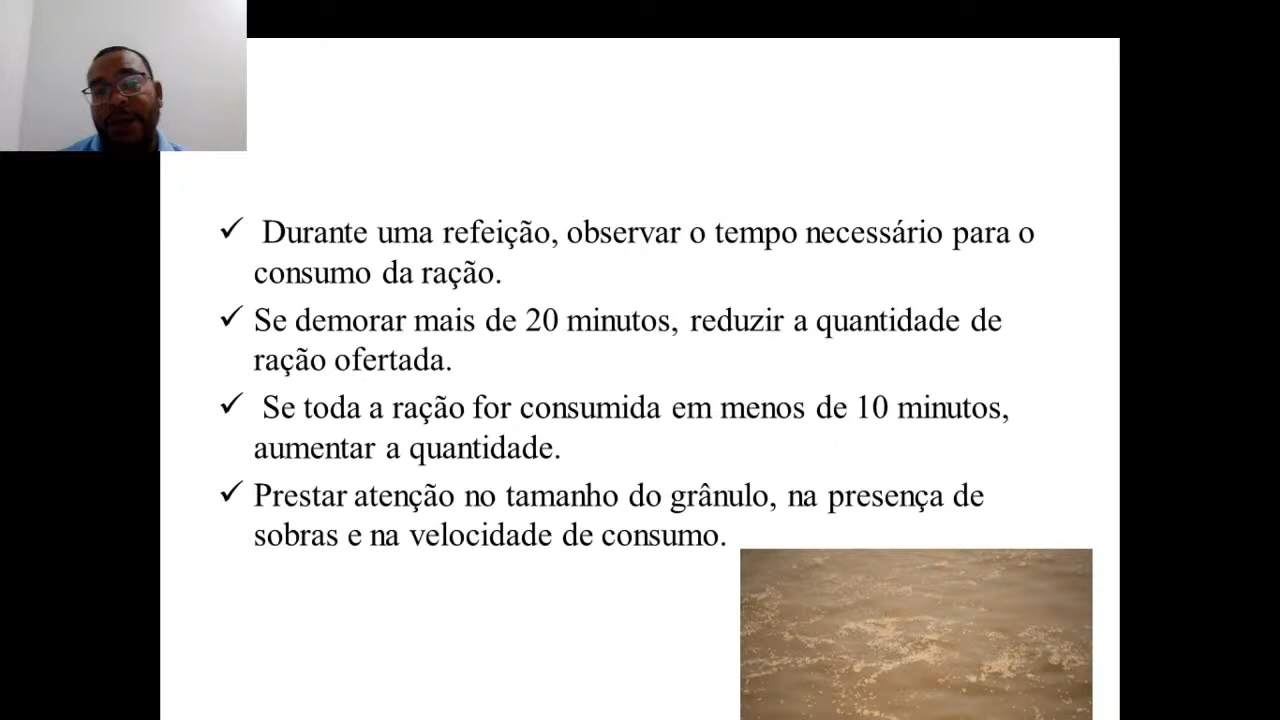 ✓ Durante uma refeição, observar o tempo necessário para o
consumo da ração.
✓ Se demorar mais de 20 minutos, reduzir a quantidade de
ração ofertada.
✓ Se toda a ração for consumida em menos de 10 minutos,
aumentar a quantidade.
✓ Prestar atenção no tamanho do grânulo, na presença de
sobras e na velocidade de consumo.